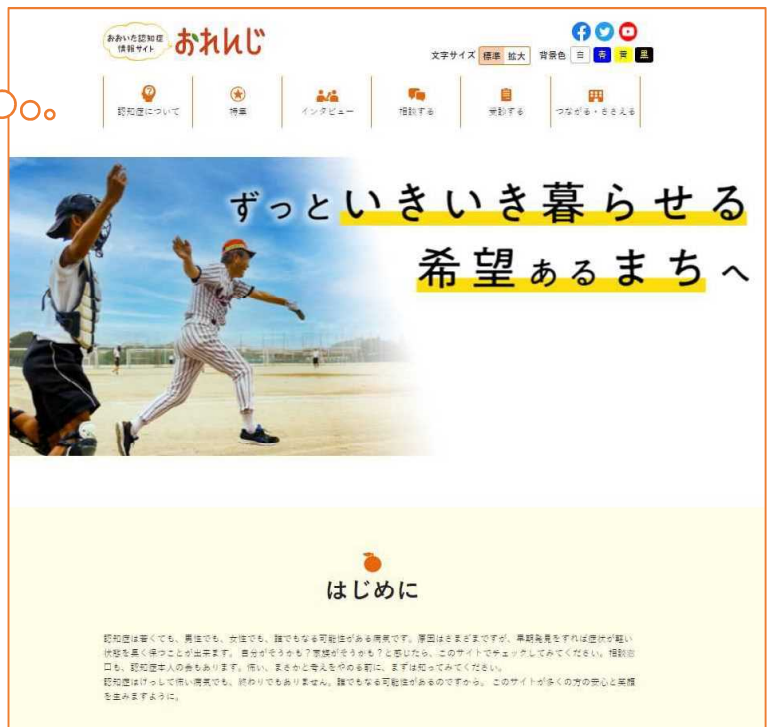 おおいた認知症
情報サイト
おれんじ
文字サイズ 標準 拡大 背景色 白 青 黄 黒
認知症について 特集 インタビュー 相談する 受診する つながる・ささえる
ずっといきいき暮らせる
希望あるまちへ
はじめに
認知症は若くても、男性でも、女性でも、誰でもなる可能性がある病気です。原因はさまざまですが、早期発見をすれば症状が軽い
状態を長く保つことが出来ます。 自分がそうかも？家族がそうかも？と感じたら、このサイトでチェックしてみてください。相談窓
口も、認知症本人の会もあります。怖い、まさかと考えをやめる前に、まずは知ってみてください。
認知症はけっして怖い病気でも、終わりでもありません。誰でもなる可能性があるのですから。 このサイトが多くの方の安心と笑顔
を生みますように。